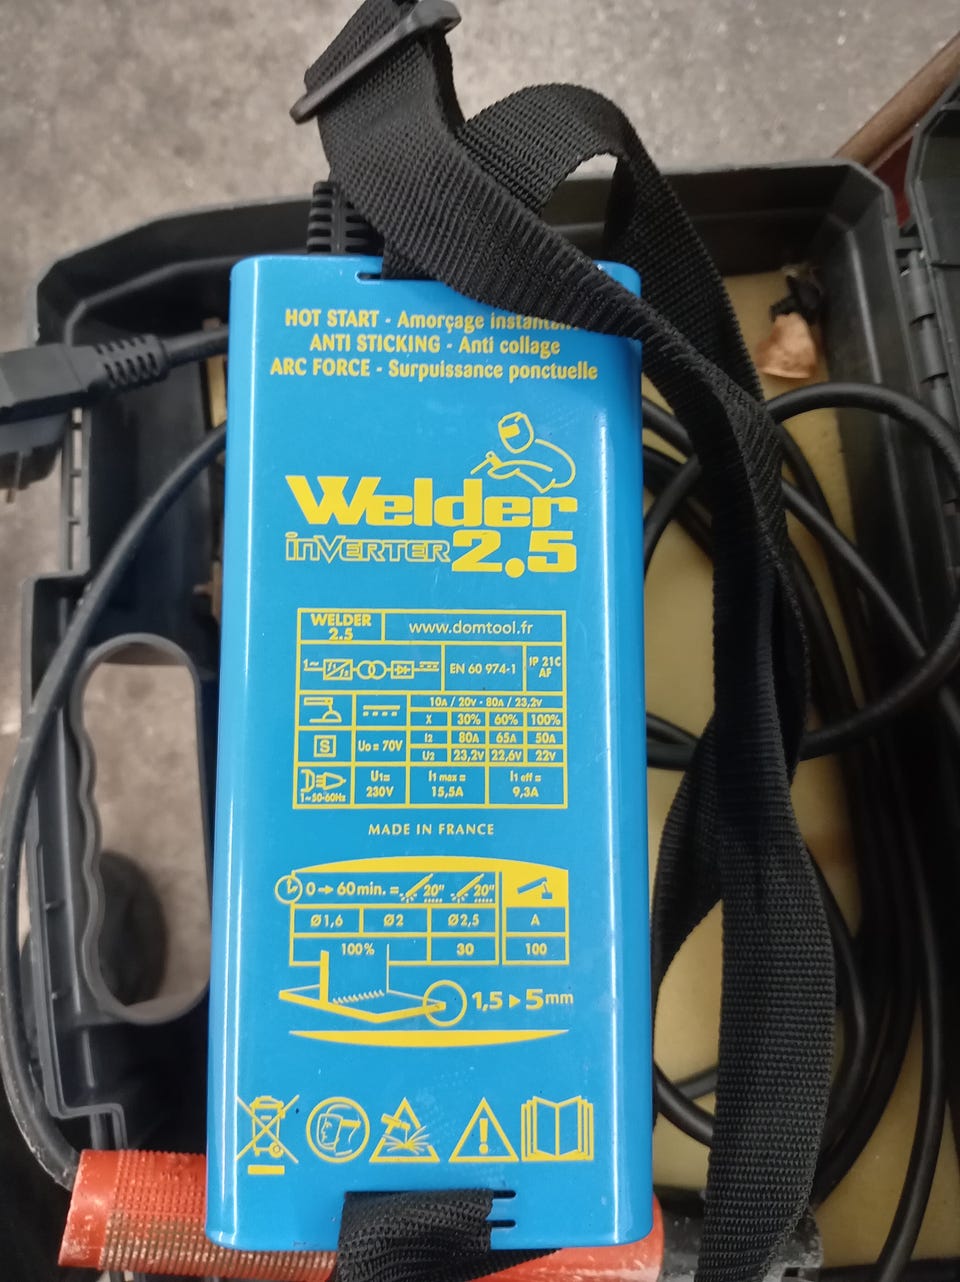 HOT START - Amorçage
ANTI STICKING - Anti collage
ARC FORCE - Surpuissance ponctuelle
Welder
inVERTER 2.5
WELDER 2.5 www.domtool.fr
1~ EN 60 974-1 IP 21C AF
10A / 20V - 80A / 23,2V
X 30% 60% 100%
S U0 = 70V I2 80A 65A 50A
U2 23,2V 22,6V 22V
1~50-60Hz U1= 230V I1 max = 15,5A I1 eff = 9,3A
MADE IN FRANCE
0 → 60 min. = 20" 20"
Ø1,6 Ø2 Ø2,5 A
100% 30 100
1,5 ▸ 5mm